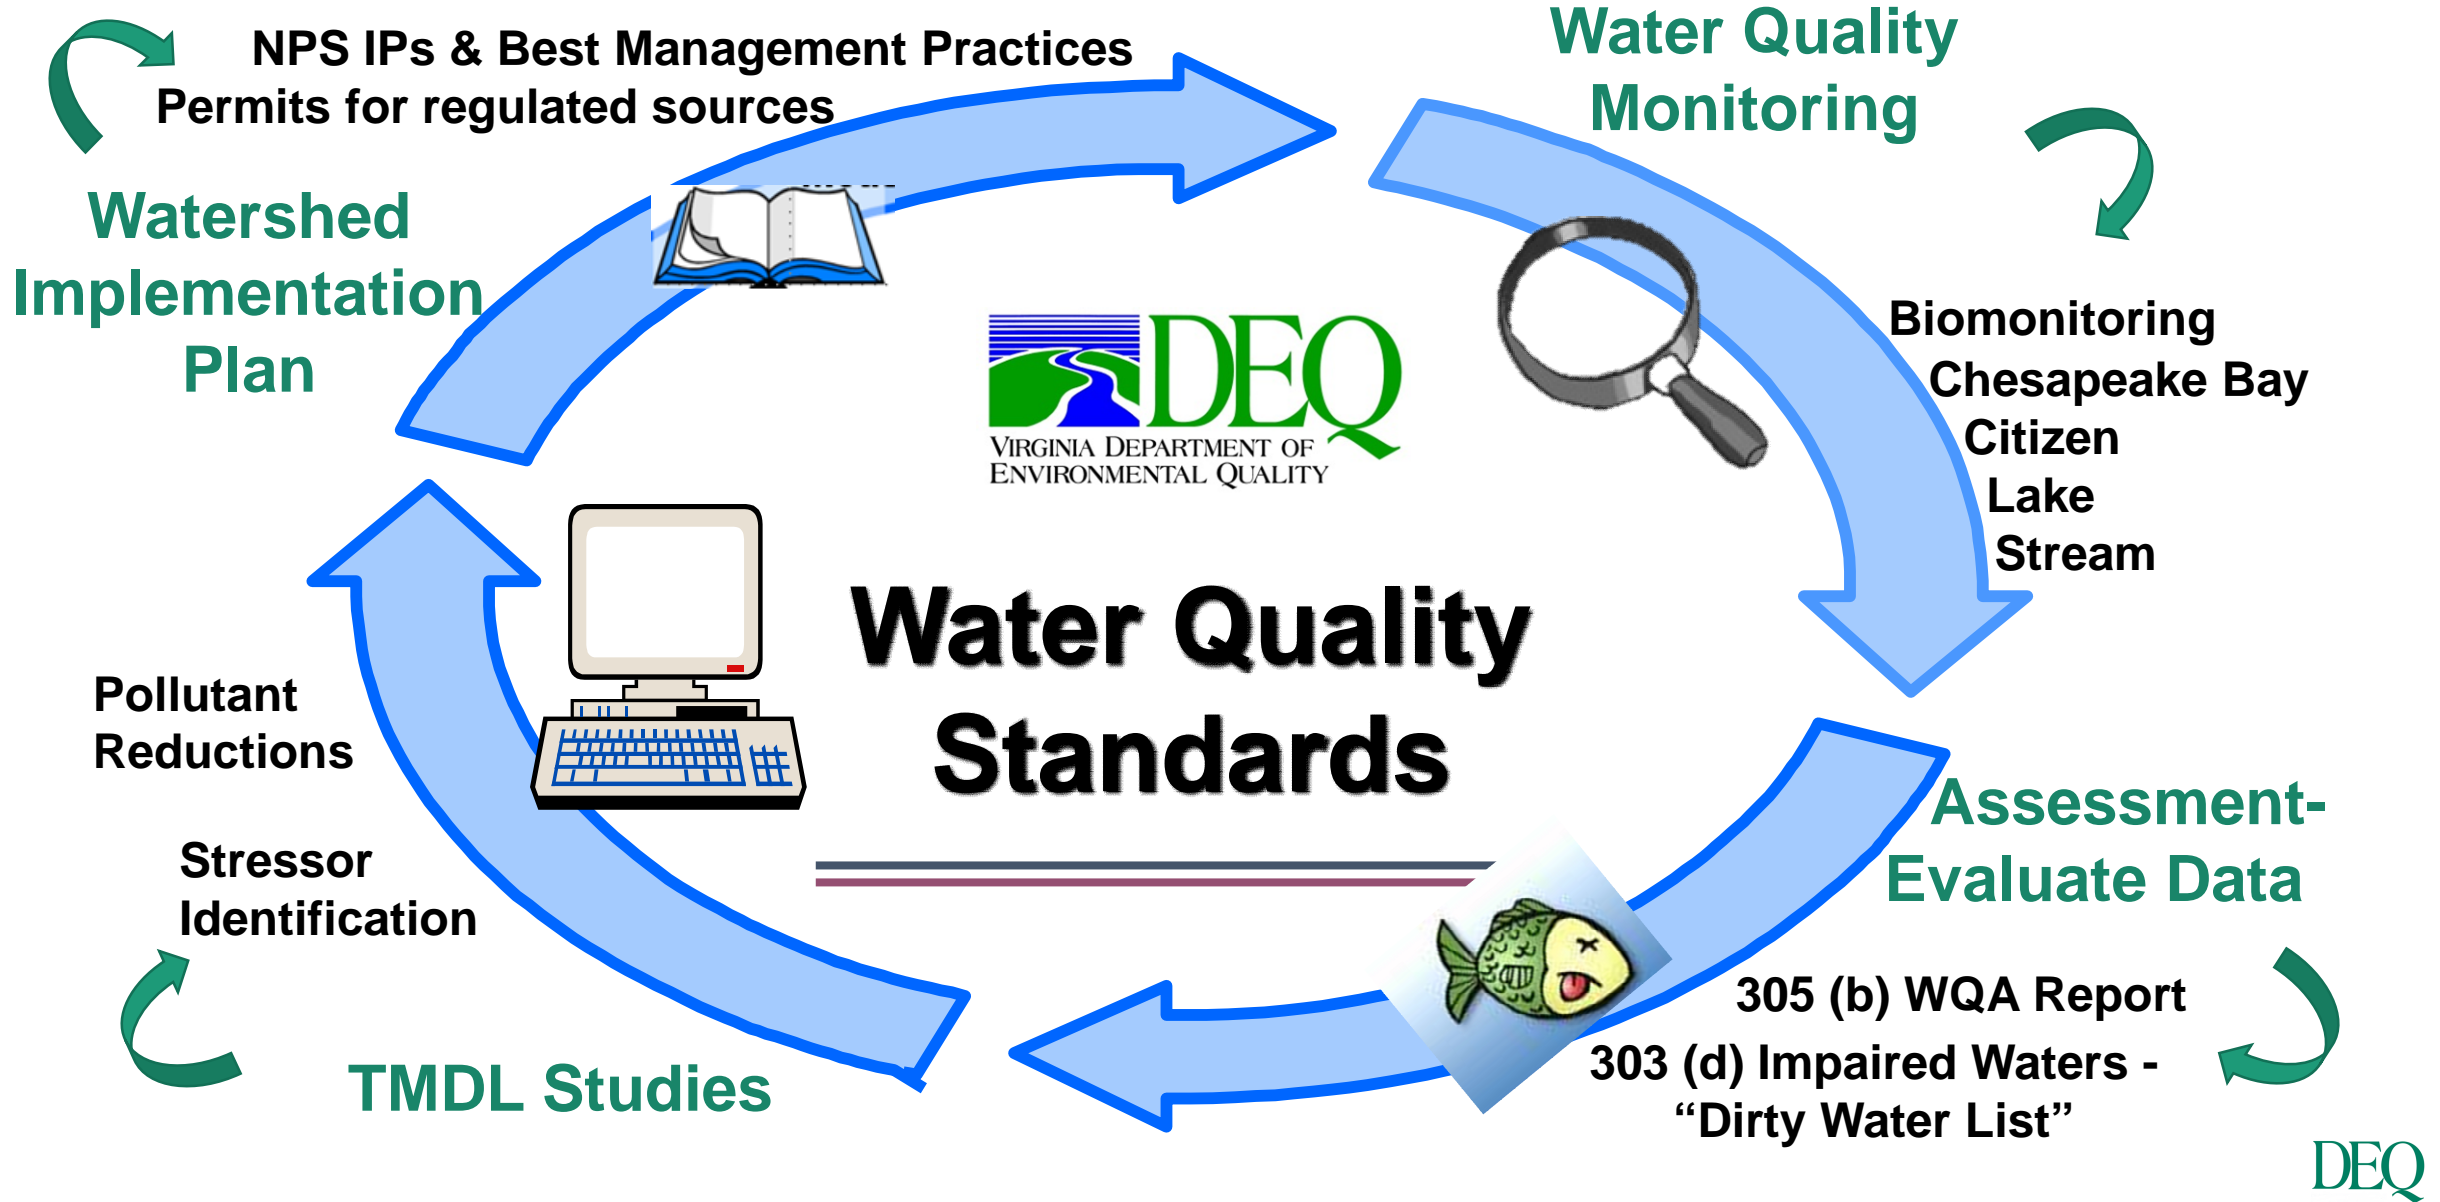 NPS IPs & Best Management Practices
Permits for regulated sources
Water Quality
Monitoring
Watershed
Implementation
Plan
DEQ
VIRGINIA DEPARTMENT OF
ENVIRONMENTAL QUALITY
Biomonitoring
Chesapeake Bay
Citizen
Lake
Stream
Water Quality
Standards
Pollutant
Reductions
Stressor
Identification
TMDL Studies
Assessment-
Evaluate Data
305 (b) WQA Report
303 (d) Impaired Waters -
“Dirty Water List”
DEQ